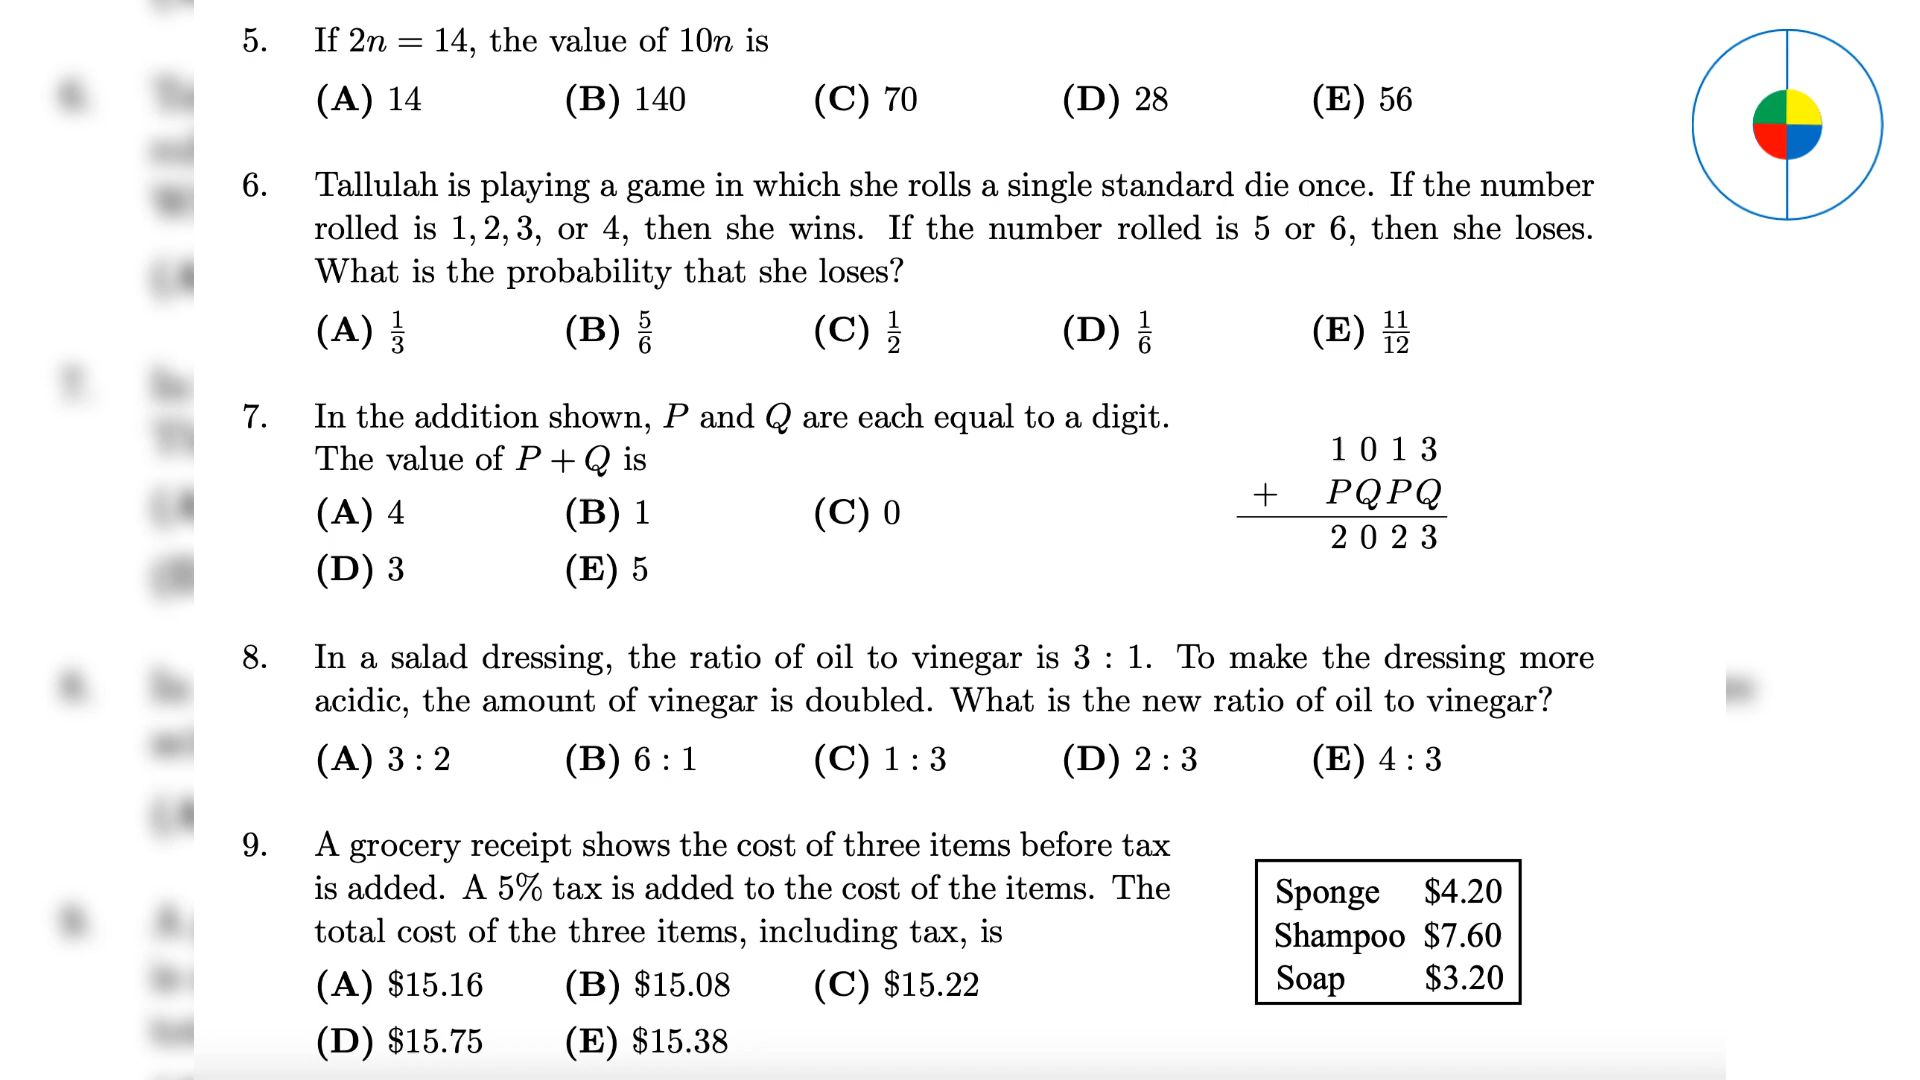 5. If 2n = 14, the value of 10n is
(A) 14 (B) 140 (C) 70 (D) 28 (E) 56
6. Tallulah is playing a game in which she rolls a single standard die once. If the number
rolled is 1, 2, 3, or 4, then she wins. If the number rolled is 5 or 6, then she loses.
What is the probability that she loses?
(A) 1/3 (B) 5/6 (C) 1/2 (D) 1/6 (E) 11/12
7. In the addition shown, P and Q are each equal to a digit.
The value of P + Q is
(A) 4 (B) 1 (C) 0
(D) 3 (E) 5
1 0 1 3
+ P Q P Q
2 0 2 3
8. In a salad dressing, the ratio of oil to vinegar is 3 : 1. To make the dressing more
acidic, the amount of vinegar is doubled. What is the new ratio of oil to vinegar?
(A) 3 : 2 (B) 6 : 1 (C) 1 : 3 (D) 2 : 3 (E) 4 : 3
9. A grocery receipt shows the cost of three items before tax
is added. A 5% tax is added to the cost of the items. The
total cost of the three items, including tax, is
(A) $15.16 (B) $15.08 (C) $15.22
(D) $15.75 (E) $15.38
Sponge $4.20
Shampoo $7.60
Soap $3.20